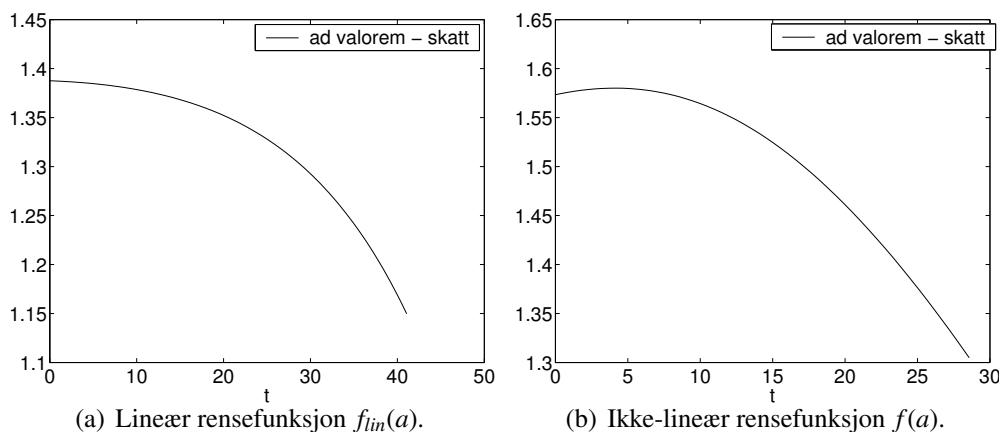 1.45
1.4
1.35
1.3
1.25
1.2
1.15
1.1
0 10 20 30 40 50
t
ad valorem − skatt
(a) Lineær rensefunksjon f_lin(a).
1.65
1.6
1.55
1.5
1.45
1.4
1.35
1.3
0 5 10 15 20 25 30
t
ad valorem − skatt
(b) Ikke-lineær rensefunksjon f(a).